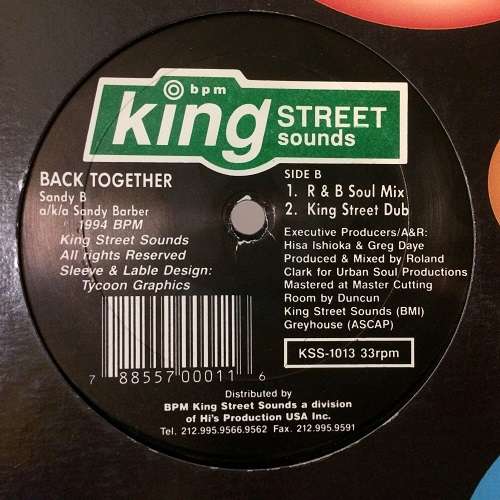 bpm
king STREET
sounds
BACK TOGETHER
Sandy B
a/k/a Sandy Barber
1994 BPM
King Street Sounds
All rights Reserved
Sleeve & Lable Design:
Tycoon Graphics
SIDE B
1. R & B Soul Mix
2. King Street Dub
Executive Producers/A&R:
Hisa Ishioka & Greg Daye
Produced & Mixed by Roland
Clark for Urban Soul Productions
Mastered at Master Cutting
Room by Duncun
King Street Sounds (BMI)
Greyhouse (ASCAP)
KSS-1013 33rpm
7 88557 00011 6
Distributed by
BPM King Street Sounds a division
of Hi's Production USA Inc.
Tel. 212.995.9566.9562 Fax. 212.995.9591